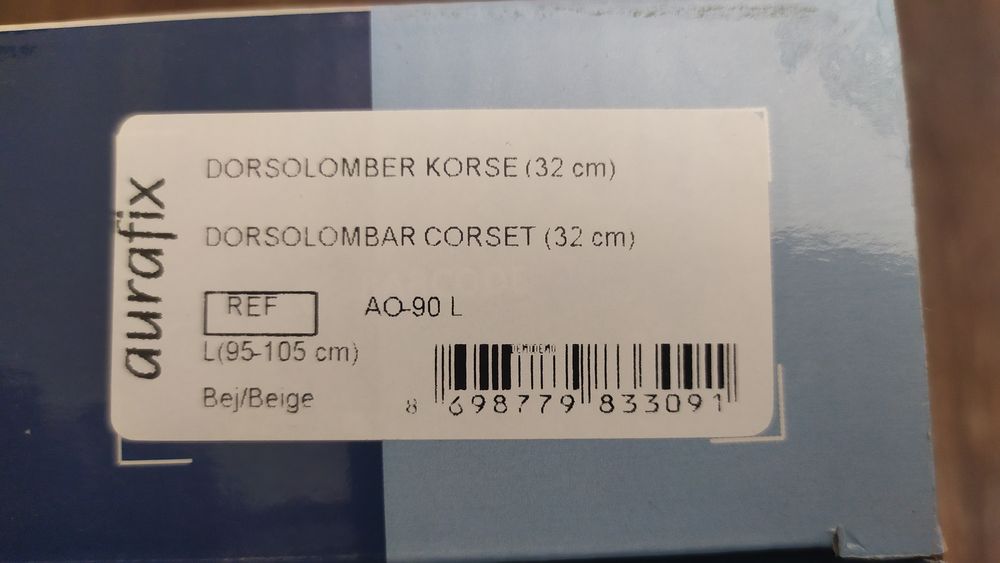 aurafix
DORSOLOMBER KORSE (32 cm)
DORSOLOMBAR CORSET (32 cm)
REF AO-90 L
L(95-105 cm)
Bej/Beige
8 698779 833091